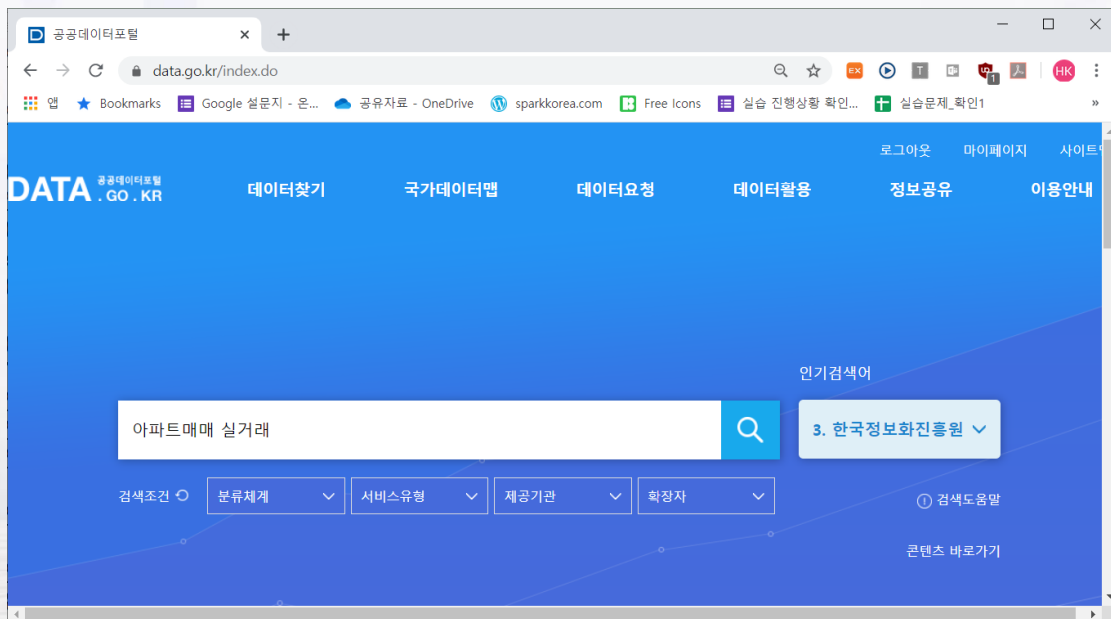 공공데이터포털
data.go.kr/index.do
HK
앱 Bookmarks Google 설문지 - 온... 공유자료 - OneDrive sparkkorea.com Free Icons 실습 진행상황 확인... 실습문제_확인1 »
로그아웃 마이페이지
DATA 공공데이터포털 .GO.KR 데이터찾기 국가데이터맵 데이터요청 데이터활용 정보공유 이용안내
인기검색어
아파트매매 실거래 3. 한국정보화진흥원
검색조건 분류체계 서비스유형 제공기관 확장자 검색도움말
콘텐츠 바로가기